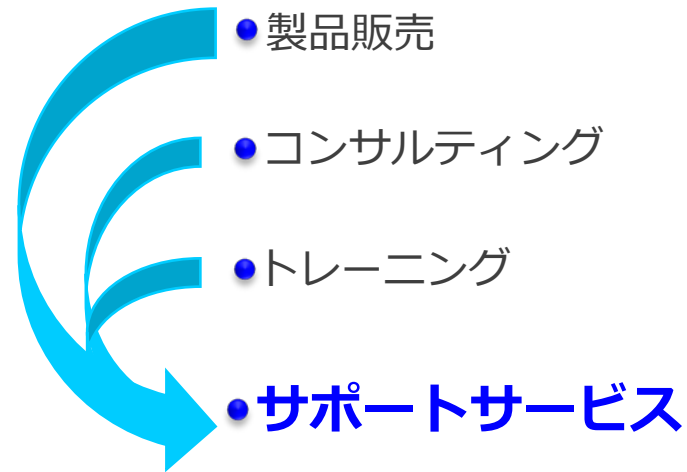 製品販売
コンサルティング
トレーニング
サポートサービス